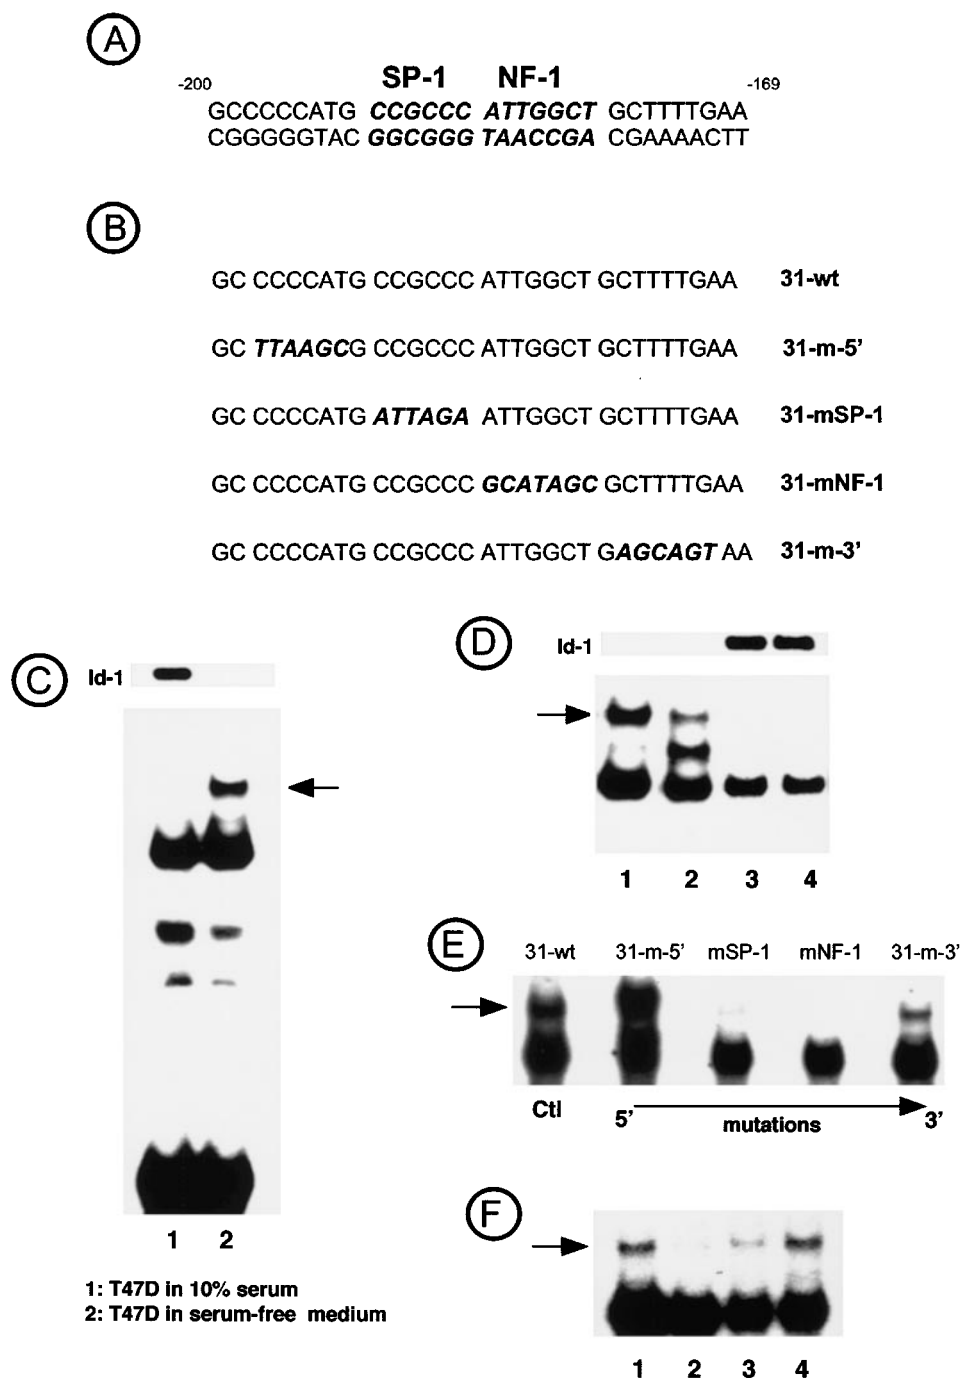 A
SP-1 NF-1
-200 -169
GCCCCCATG CCGCCC ATTGGCT GCTTTTGAA
CGGGGGTAC GGCGGG TAACCGA CGAAAACTT
B
GC CCCCATG CCGCCC ATTGGCT GCTTTTGAA 31-wt
GC TTAAGCG CCGCCC ATTGGCT GCTTTTGAA 31-m-5'
GC CCCCATG ATTAGA ATTGGCT GCTTTTGAA 31-mSP-1
GC CCCCATG CCGCCC GCATAGC GCTTTTGAA 31-mNF-1
GC CCCCATG CCGCCC ATTGGCT GAGCAGT AA 31-m-3'
C
Id-1
1 2
1: T47D in 10% serum
2: T47D in serum-free medium
D
Id-1
1 2 3 4
E
31-wt 31-m-5' mSP-1 mNF-1 31-m-3'
Ctl 5' mutations 3'
F
1 2 3 4